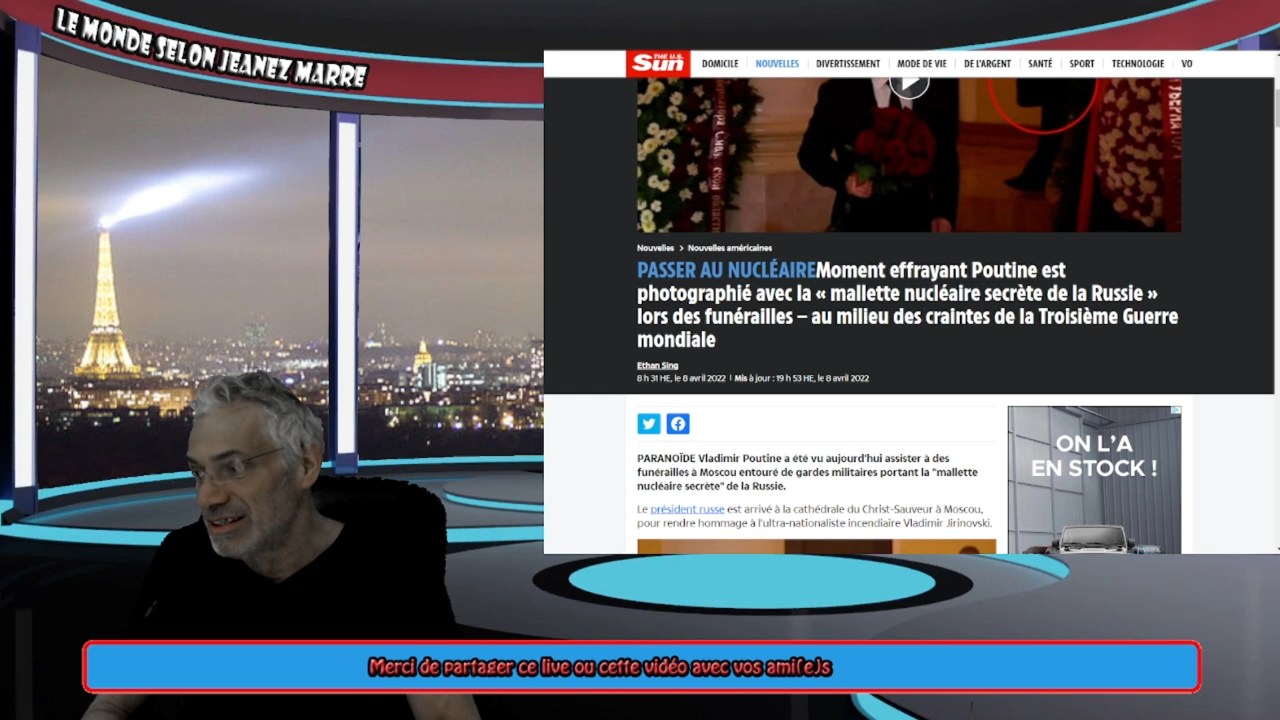 LE MONDE SELON JEANEZ MARRE
THE U.S. Sun
DOMICILE NOUVELLES DIVERTISSEMENT MODE DE VIE DE L'ARGENT SANTÉ SPORT TECHNOLOGIE VO
Nouvelles > Nouvelles américaines
PASSER AU NUCLÉAIREMoment effrayant Poutine est
photographié avec la « mallette nucléaire secrète de la Russie »
lors des funérailles – au milieu des craintes de la Troisième Guerre
mondiale
Ethan Sing
8 h 31 HE, le 8 avril 2022 | Mis à jour : 19 h 53 HE, le 8 avril 2022
PARANOÏDE Vladimir Poutine a été vu aujourd'hui assister à des
funérailles à Moscou entouré de gardes militaires portant la "mallette
nucléaire secrète" de la Russie.
Le président russe est arrivé à la cathédrale du Christ-Sauveur à Moscou,
pour rendre hommage à l'ultra-nationaliste incendiaire Vladimir Jirinovski.
ON L'A
EN STOCK !
Merci de partager ce live ou cette vidéo avec vos ami(e)s